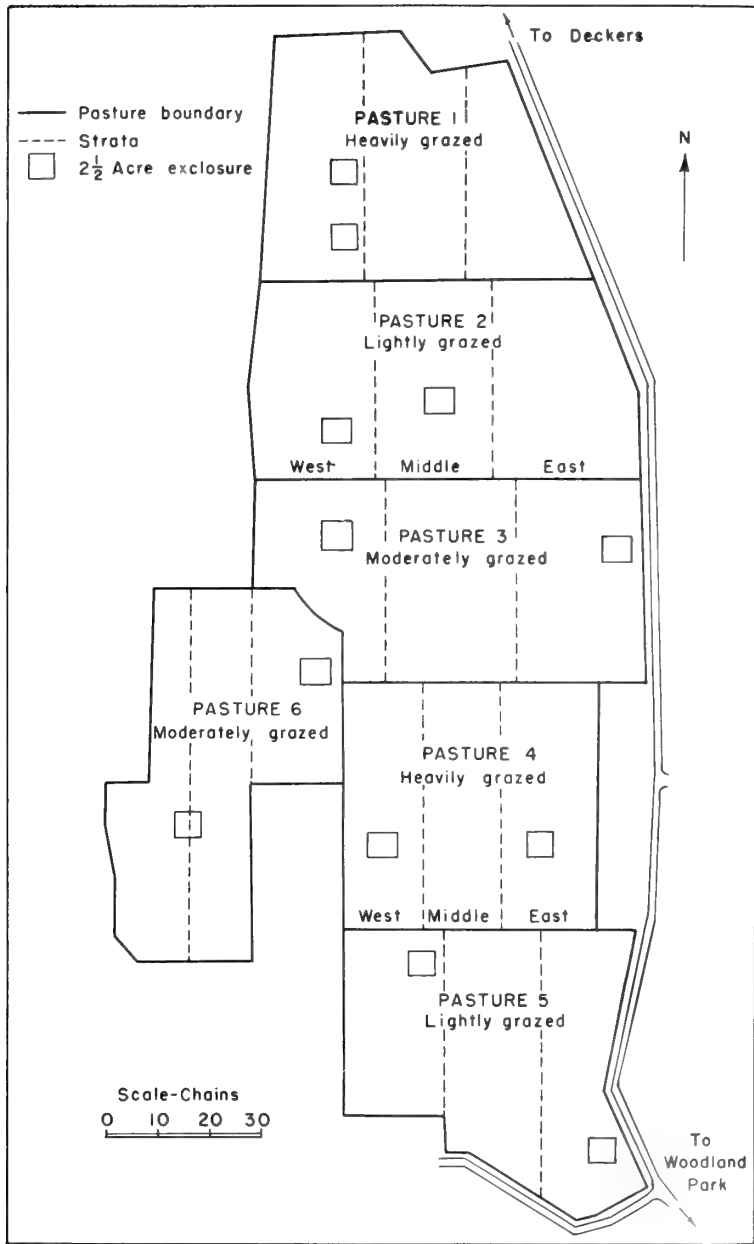 To Deckers
Pasture boundary
Strata
2 1/2 Acre exclosure
N
PASTURE 1
Heavily grazed
PASTURE 2
Lightly grazed
West Middle East
PASTURE 3
Moderately grazed
PASTURE 6
Moderately grazed
PASTURE 4
Heavily grazed
West Middle East
PASTURE 5
Lightly grazed
Scale-Chains
0 10 20 30
To
Woodland
Park